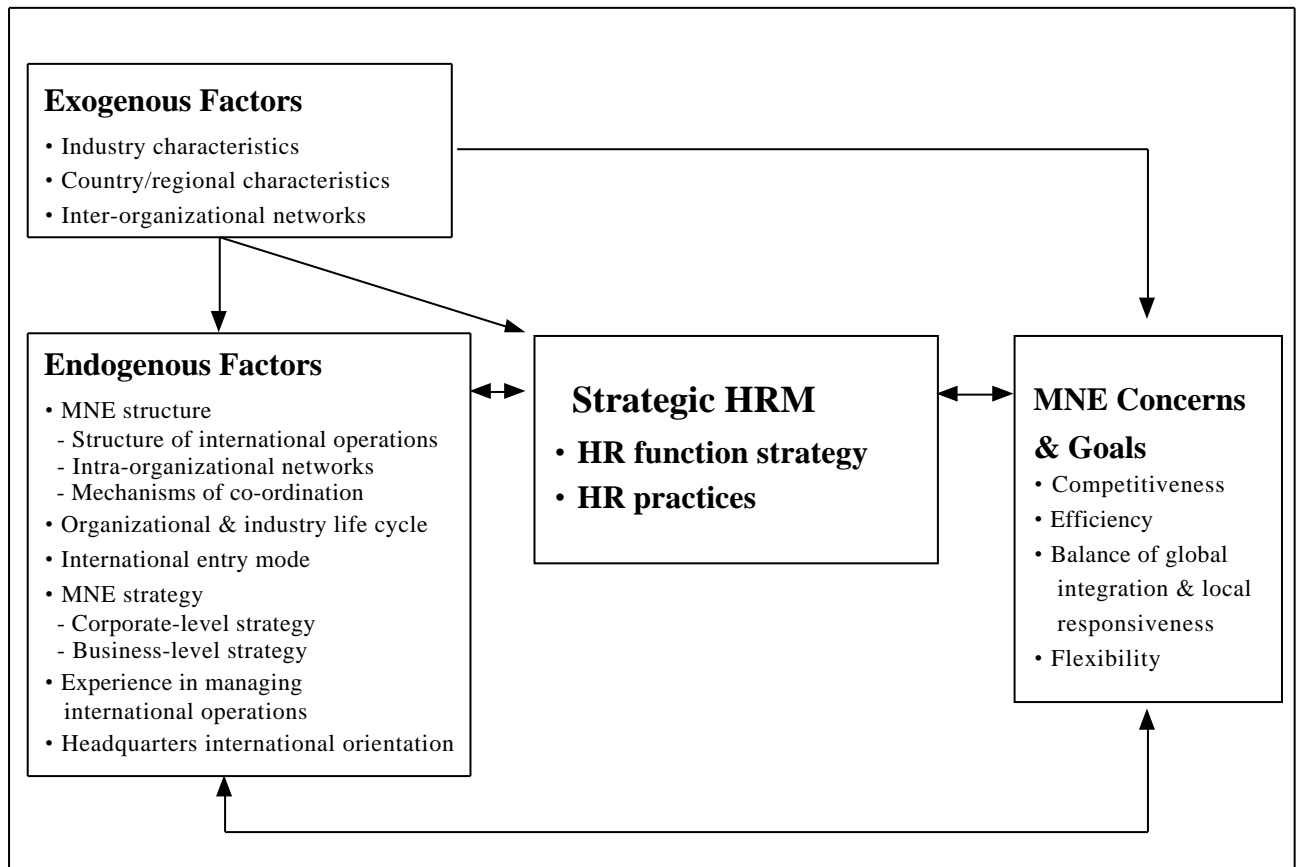 Exogenous Factors
• Industry characteristics
• Country/regional characteristics
• Inter-organizational networks
Endogenous Factors
• MNE structure
- Structure of international operations
- Intra-organizational networks
- Mechanisms of co-ordination
• Organizational & industry life cycle
• International entry mode
• MNE strategy
- Corporate-level strategy
- Business-level strategy
• Experience in managing
international operations
• Headquarters international orientation
Strategic HRM
• HR function strategy
• HR practices
MNE Concerns
& Goals
• Competitiveness
• Efficiency
• Balance of global
integration & local
responsiveness
• Flexibility